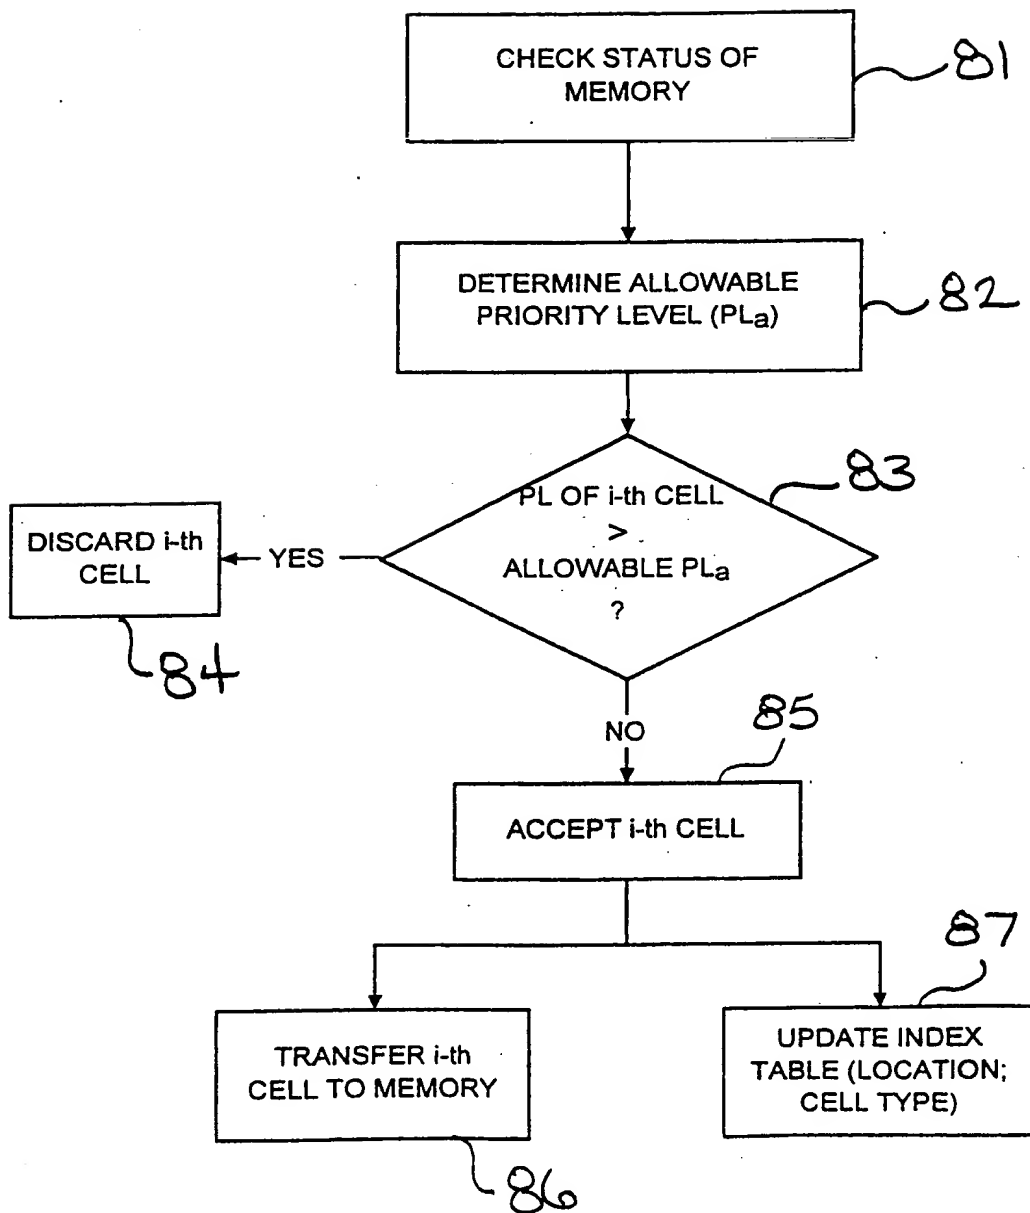 CHECK STATUS OF
MEMORY
81
DETERMINE ALLOWABLE
PRIORITY LEVEL (PLa)
82
PL OF i-th CELL
>
ALLOWABLE PLa
?
83
YES
DISCARD i-th
CELL
84
NO
85
ACCEPT i-th CELL
87
TRANSFER i-th
CELL TO MEMORY
86
UPDATE INDEX
TABLE (LOCATION;
CELL TYPE)